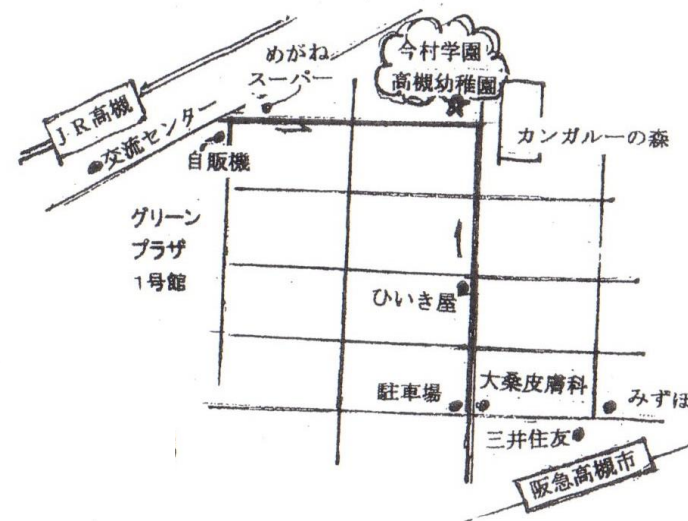 今村学園
高槻幼稚園
めがね
スーパー
JR高槻
交流センター
自販機
カンガルーの森
グリーン
プラザ
1号館
ひいき屋
駐車場
大桑皮膚科
みずほ
三井住友
阪急高槻市